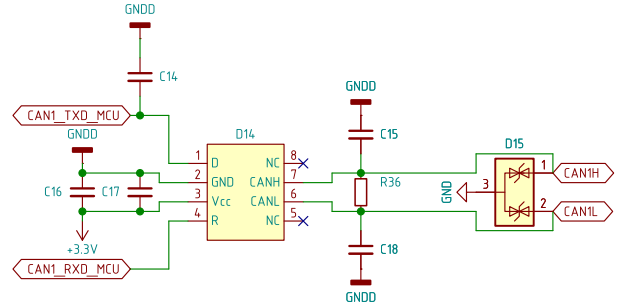 GNDD
C14
CAN1_TXD_MCU
GNDD
GNDD
C15
D14
D15
1 D NC 8
2 GND CANH 7
3 Vcc CANL 6
4 R NC 5
C16 C17
R36
1 CAN1H
GND 3
2 CAN1L
+3.3V
C18
CAN1_RXD_MCU
GNDD